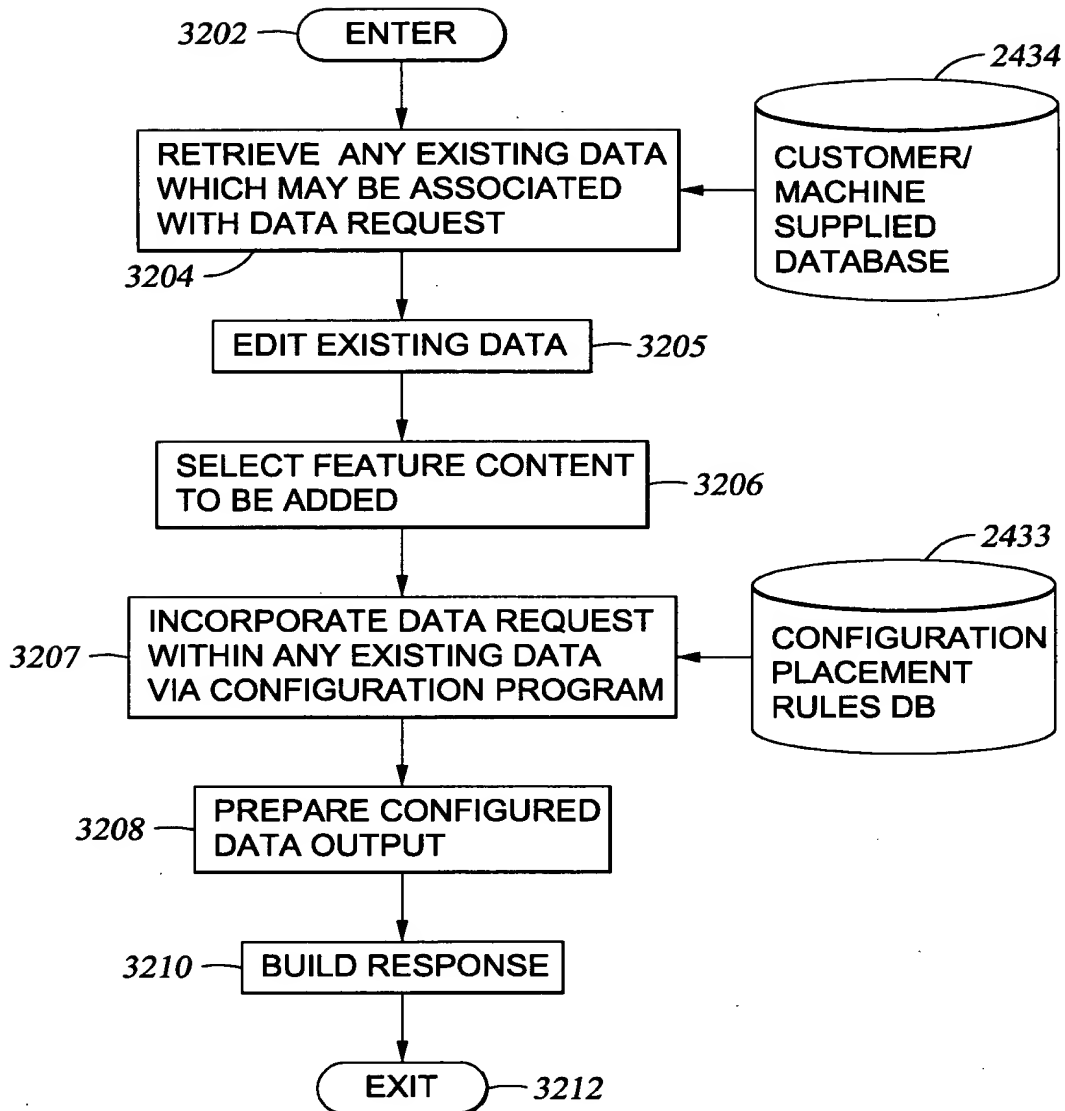 3202
ENTER
2434
RETRIEVE ANY EXISTING DATA
WHICH MAY BE ASSOCIATED
WITH DATA REQUEST
3204
CUSTOMER/
MACHINE
SUPPLIED
DATABASE
EDIT EXISTING DATA
3205
SELECT FEATURE CONTENT
TO BE ADDED
3206
2433
3207
INCORPORATE DATA REQUEST
WITHIN ANY EXISTING DATA
VIA CONFIGURATION PROGRAM
CONFIGURATION
PLACEMENT
RULES DB
3208
PREPARE CONFIGURED
DATA OUTPUT
3210
BUILD RESPONSE
EXIT
3212